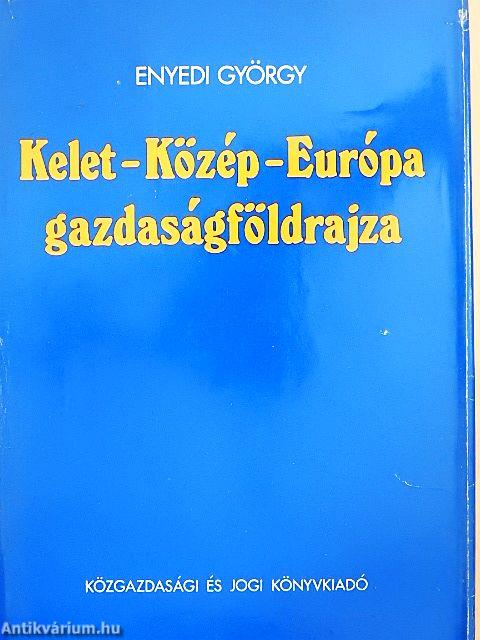 ENYEDI GYÖRGY
Kelet-Közép-Európa
gazdaságföldrajza
KÖZGAZDASÁGI ÉS JOGI KÖNYVKIADÓ
Antikvárium.hu